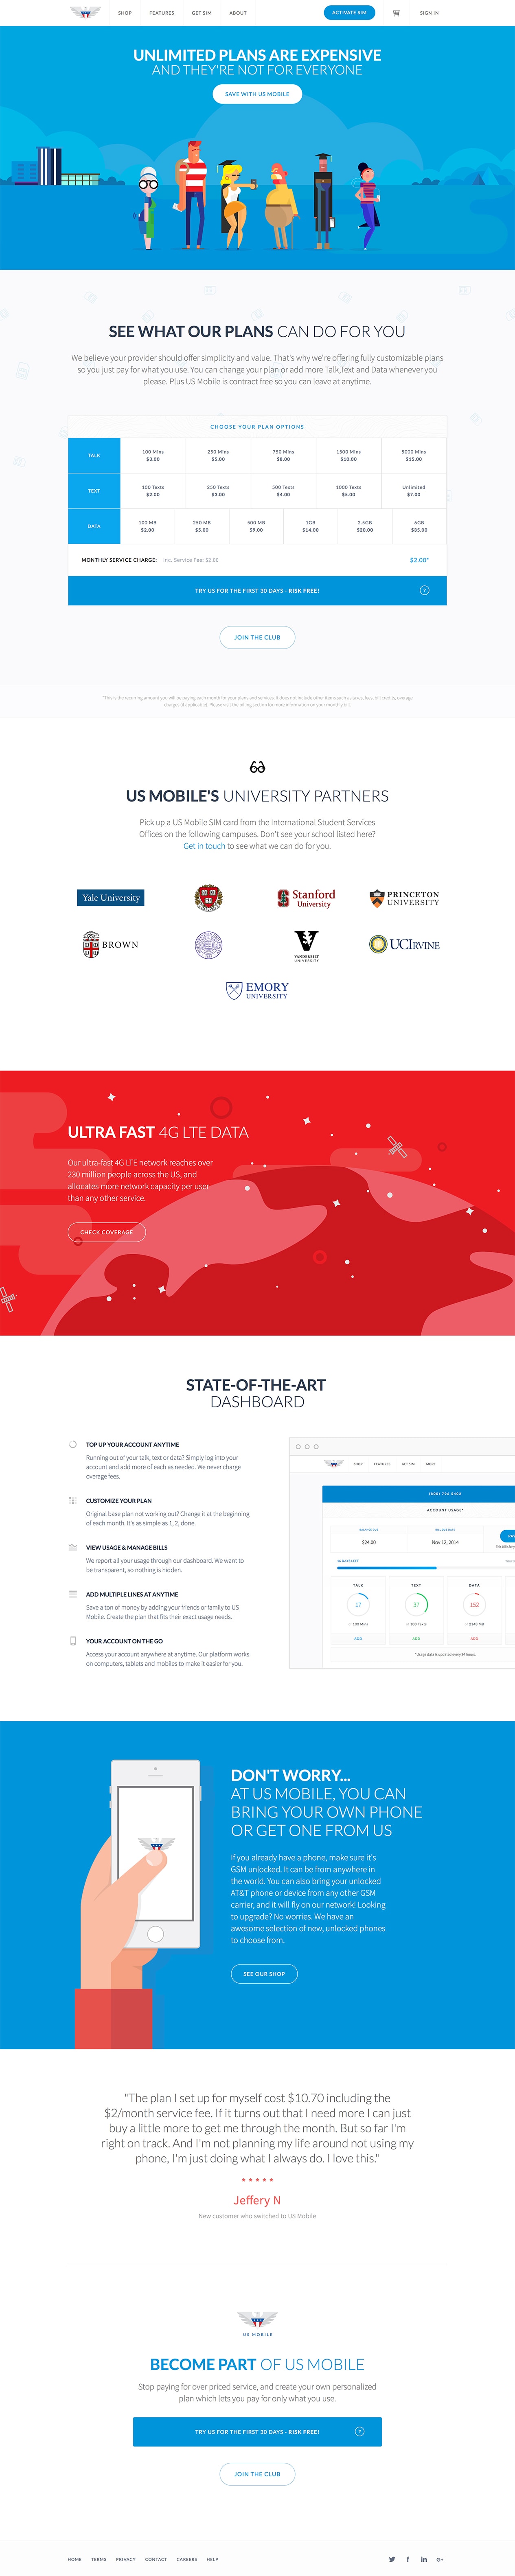 SHOP FEATURES GET SIM ABOUT ACTIVATE SIM SIGN IN
UNLIMITED PLANS ARE EXPENSIVE
AND THEY'RE NOT FOR EVERYONE
SAVE WITH US MOBILE
SEE WHAT OUR PLANS CAN DO FOR YOU
We believe your provider should offer simplicity and value. That's why we're offering fully customizable plans
so you just pay for what you use. You can change your plan or add more Talk,Text and Data whenever you
please. Plus US Mobile is contract free so you can leave at anytime.
CHOOSE YOUR PLAN OPTIONS
TALK
100 Mins 250 Mins 750 Mins 1500 Mins 5000 Mins
$3.00 $5.00 $8.00 $10.00 $15.00
TEXT
100 Texts 250 Texts 500 Texts 1000 Texts Unlimited
$2.00 $3.00 $4.00 $5.00 $7.00
DATA
100 MB 250 MB 500 MB 1GB 2.5GB 6GB
$2.00 $5.00 $9.00 $14.00 $20.00 $35.00
MONTHLY SERVICE CHARGE: Inc. Service Fee: $2.00 $2.00*
TRY US FOR THE FIRST 30 DAYS - RISK FREE! ?
JOIN THE CLUB
*This is the recurring amount you will be paying each month for your plans and services. It does not include other items such as taxes, fees, bill credits, overage
charges (if applicable). Please visit the billing section for more information on your monthly bill.
US MOBILE'S UNIVERSITY PARTNERS
Pick up a US Mobile SIM card from the International Student Services
Offices on the following campuses. Don't see your school listed here?
Get in touch to see what we can do for you.
Yale University
Stanford
University
PRINCETON
UNIVERSITY
BROWN
VANDERBILT
UNIVERSITY
UCIRVINE
EMORY
UNIVERSITY
ULTRA FAST 4G LTE DATA
Our ultra-fast 4G LTE network reaches over
230 million people across the US, and
allocates more network capacity per user
than any other service.
CHECK COVERAGE
STATE-OF-THE-ART
DASHBOARD
TOP UP YOUR ACCOUNT ANYTIME
Running out of your talk, text or data? Simply log into your
account and add more of each as needed. We never charge
overage fees.
CUSTOMIZE YOUR PLAN
Original base plan not working out? Change it at the beginning
of each month. It's as simple as 1, 2, done.
VIEW USAGE & MANAGE BILLS
We report all your usage through our dashboard. We want to
be transparent, so nothing is hidden.
ADD MULTIPLE LINES AT ANYTIME
Save a ton of money by adding your friends or family to US
Mobile. Create the plan that fits their exact usage needs.
YOUR ACCOUNT ON THE GO
Access your account anywhere at anytime. Our platform works
on computers, tablets and mobiles to make it easier for you.
SHOP FEATURES GET SIM MORE
ACCOUNT USAGE*
BALANCE DUE
$24.00 Nov 12, 2014
TALK TEXT DATA
17 37 152
ADD ADD ADD
*Usage data is updated every 24 hours.
DON'T WORRY...
AT US MOBILE, YOU CAN
BRING YOUR OWN PHONE
OR GET ONE FROM US
If you already have a phone, make sure it's
GSM unlocked. It can be from anywhere in
the world. You can also bring your unlocked
AT&T phone or device from any other GSM
carrier, and it will fly on our network! Looking
to upgrade? No worries. We have an
awesome selection of new, unlocked phones
to choose from.
SEE OUR SHOP
"The plan I set up for myself cost $10.70 including the
$2/month service fee. If it turns out that I need more I can just
buy a little more to get me through the month. But so far I'm
right on track. And I'm not planning my life around not using my
phone, I'm just doing what I always do. I love this."
Jeffery N
New customer who switched to US Mobile
US MOBILE
BECOME PART OF US MOBILE
Stop paying for over priced service, and create your own personalized
plan which lets you pay for only what you use.
TRY US FOR THE FIRST 30 DAYS - RISK FREE! ?
JOIN THE CLUB
HOME TERMS PRIVACY CONTACT CAREERS HELP